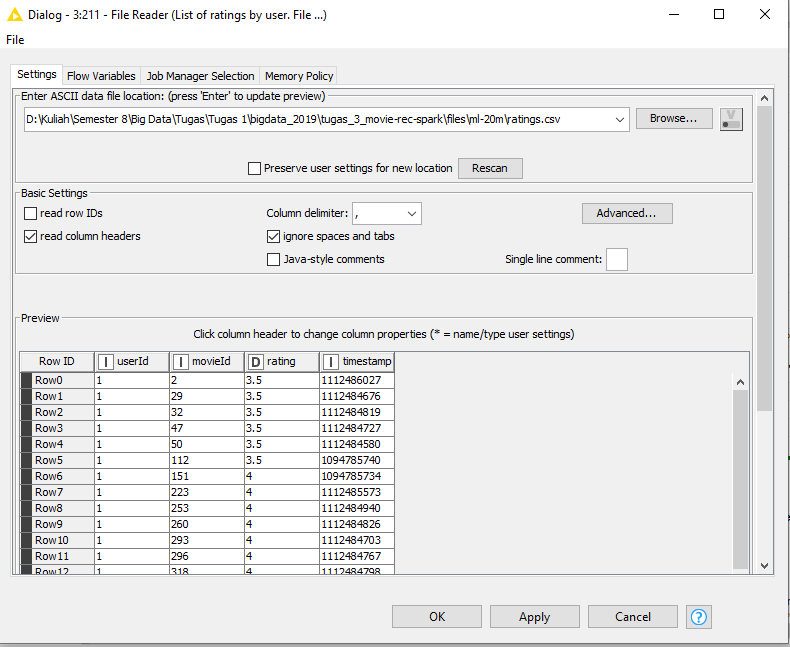 Dialog - 3:211 - File Reader (List of ratings by user. File ...)
File
Settings Flow Variables Job Manager Selection Memory Policy
Enter ASCII data file location: (press 'Enter' to update preview)
D:\Kuliah\Semester 8\Big Data\Tugas\Tugas 1\bigdata_2019\tugas_3_movie-rec-spark\files\ml-20m\ratings.csv Browse... V
Preserve user settings for new location Rescan
Basic Settings
read row IDs Column delimiter: , Advanced...
read column headers ignore spaces and tabs
Java-style comments Single line comment:
Preview
Click column header to change column properties (* = name/type user settings)
Row ID I userId I movieId D rating I timestamp
Row0 1 2 3.5 1112486027
Row1 1 29 3.5 1112484676
Row2 1 32 3.5 1112484819
Row3 1 47 3.5 1112484727
Row4 1 50 3.5 1112484580
Row5 1 112 3.5 1094785740
Row6 1 151 4 1094785734
Row7 1 223 4 1112485573
Row8 1 253 4 1112484940
Row9 1 260 4 1112484826
Row10 1 293 4 1112484703
Row11 1 296 4 1112484767
Row12 1 318 4 1112484798
OK Apply Cancel ?